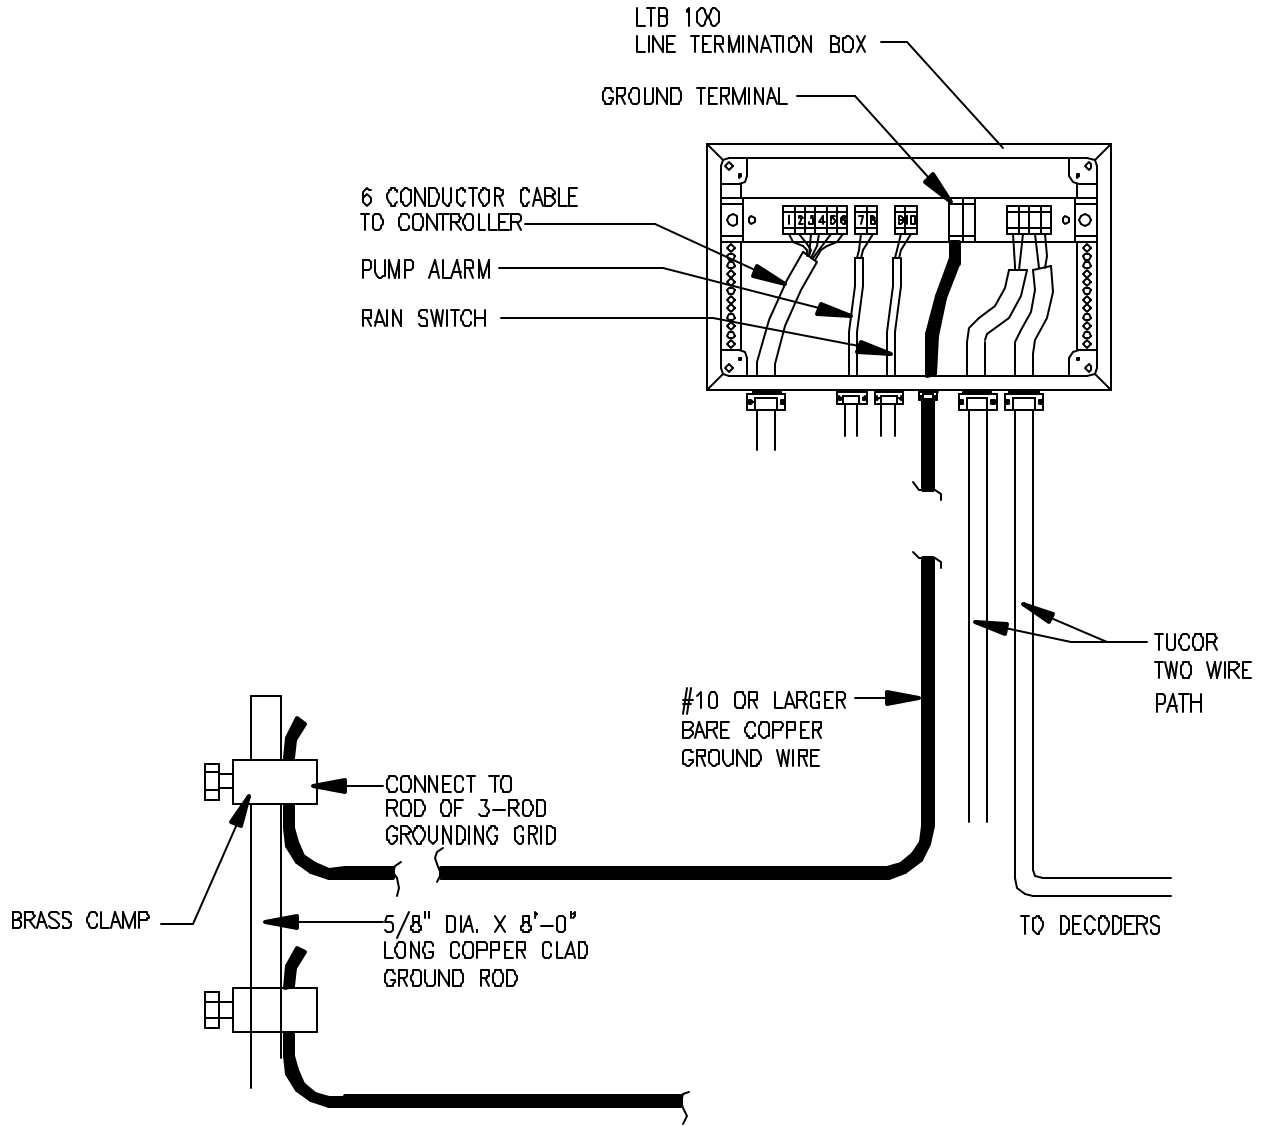 LTB 100
LINE TERMINATION BOX
GROUND TERMINAL
6 CONDUCTOR CABLE
TO CONTROLLER
PUMP ALARM
RAIN SWITCH
1 2 3 4 5 6 7 8 9 10
TUCOR
TWO WIRE
PATH
#10 OR LARGER
BARE COPPER
GROUND WIRE
CONNECT TO
ROD OF 3-ROD
GROUNDING GRID
BRASS CLAMP
5/8" DIA. X 8'-0"
LONG COPPER CLAD
GROUND ROD
TO DECODERS